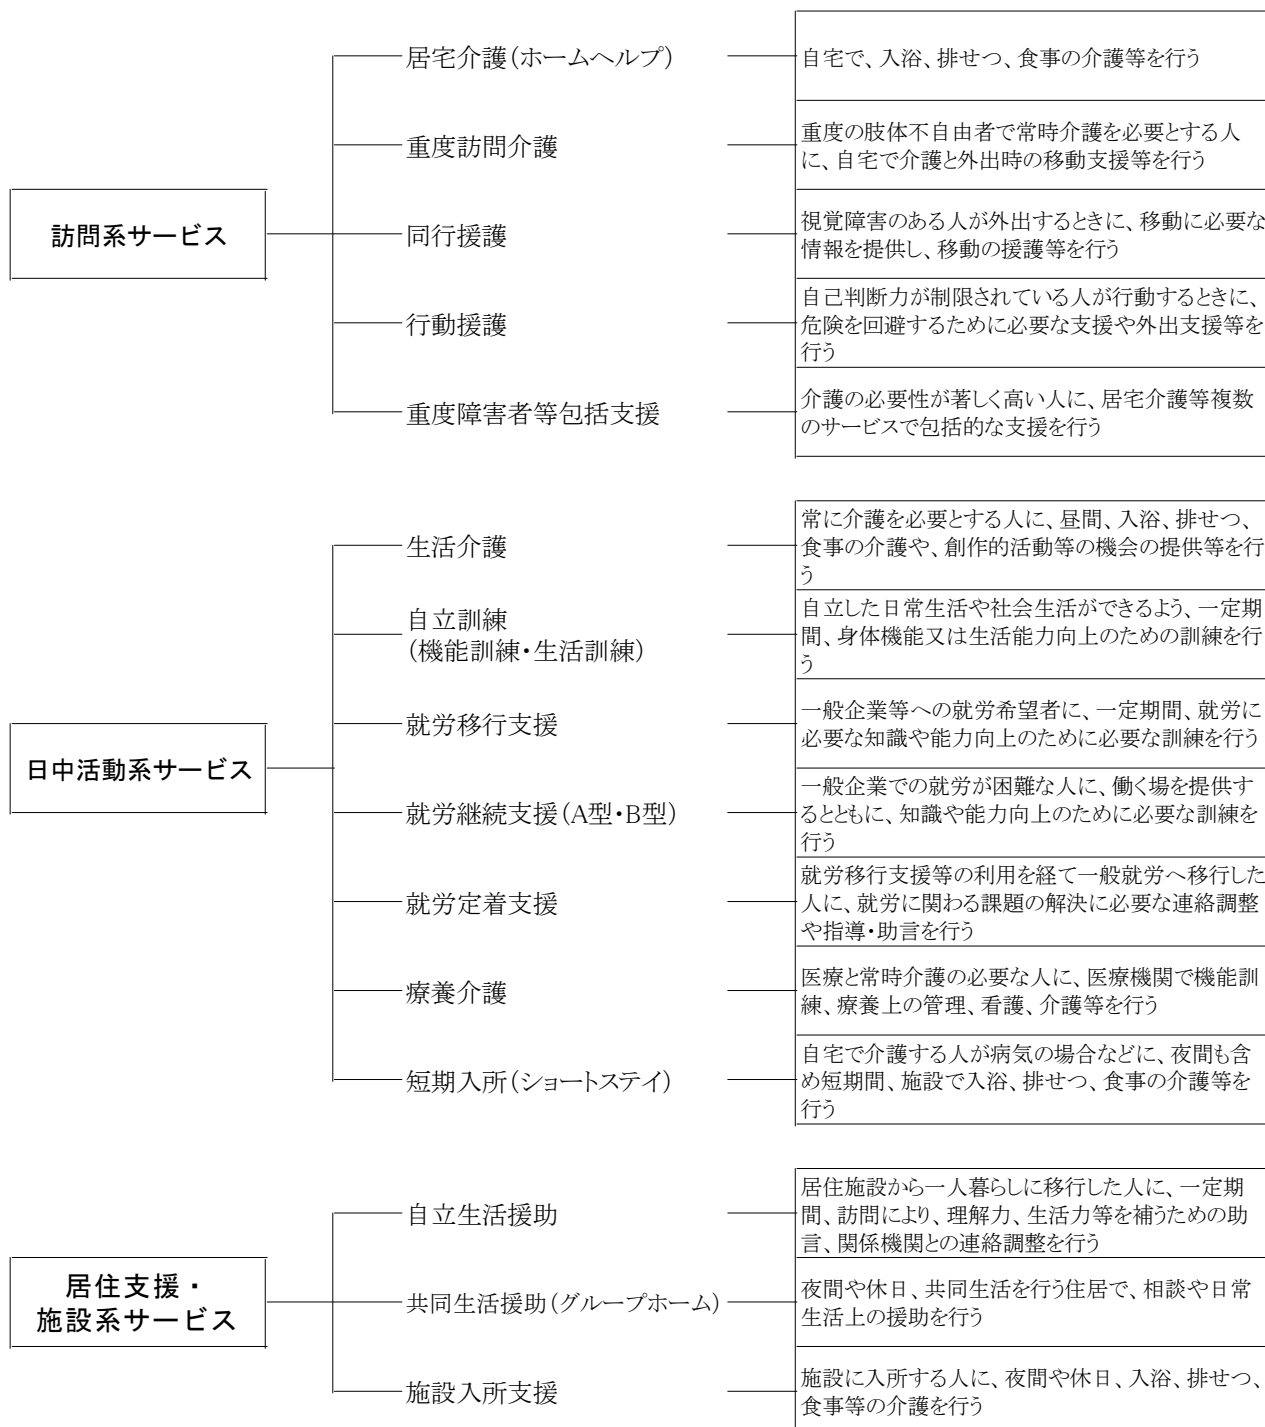 訪問系サービス
居宅介護(ホームヘルプ)
自宅で、入浴、排せつ、食事の介護等を行う
重度訪問介護
重度の肢体不自由者で常時介護を必要とする人
に、自宅で介護と外出時の移動支援等を行う
同行援護
視覚障害のある人が外出するときに、移動に必要な
情報を提供し、移動の援護等を行う
行動援護
自己判断力が制限されている人が行動するときに、
危険を回避するために必要な支援や外出支援等を
行う
重度障害者等包括支援
介護の必要性が著しく高い人に、居宅介護等複数
のサービスで包括的な支援を行う
日中活動系サービス
生活介護
常に介護を必要とする人に、昼間、入浴、排せつ、
食事の介護や、創作的活動等の機会の提供等を行
う
自立訓練
(機能訓練・生活訓練)
自立した日常生活や社会生活ができるよう、一定期
間、身体機能又は生活能力向上のための訓練を行
う
就労移行支援
一般企業等への就労希望者に、一定期間、就労に
必要な知識や能力向上のために必要な訓練を行う
就労継続支援(A型・B型)
一般企業での就労が困難な人に、働く場を提供す
るとともに、知識や能力向上のために必要な訓練を
行う
就労定着支援
就労移行支援等の利用を経て一般就労へ移行した
人に、就労に関わる課題の解決に必要な連絡調整
や指導・助言を行う
療養介護
医療と常時介護の必要な人に、医療機関で機能訓
練、療養上の管理、看護、介護等を行う
短期入所(ショートステイ)
自宅で介護する人が病気の場合などに、夜間も含
め短期間、施設で入浴、排せつ、食事の介護等を
行う
居住支援・
施設系サービス
自立生活援助
居住施設から一人暮らしに移行した人に、一定期
間、訪問により、理解力、生活力等を補うための助
言、関係機関との連絡調整を行う
共同生活援助(グループホーム)
夜間や休日、共同生活を行う住居で、相談や日常
生活上の援助を行う
施設入所支援
施設に入所する人に、夜間や休日、入浴、排せつ、
食事等の介護を行う